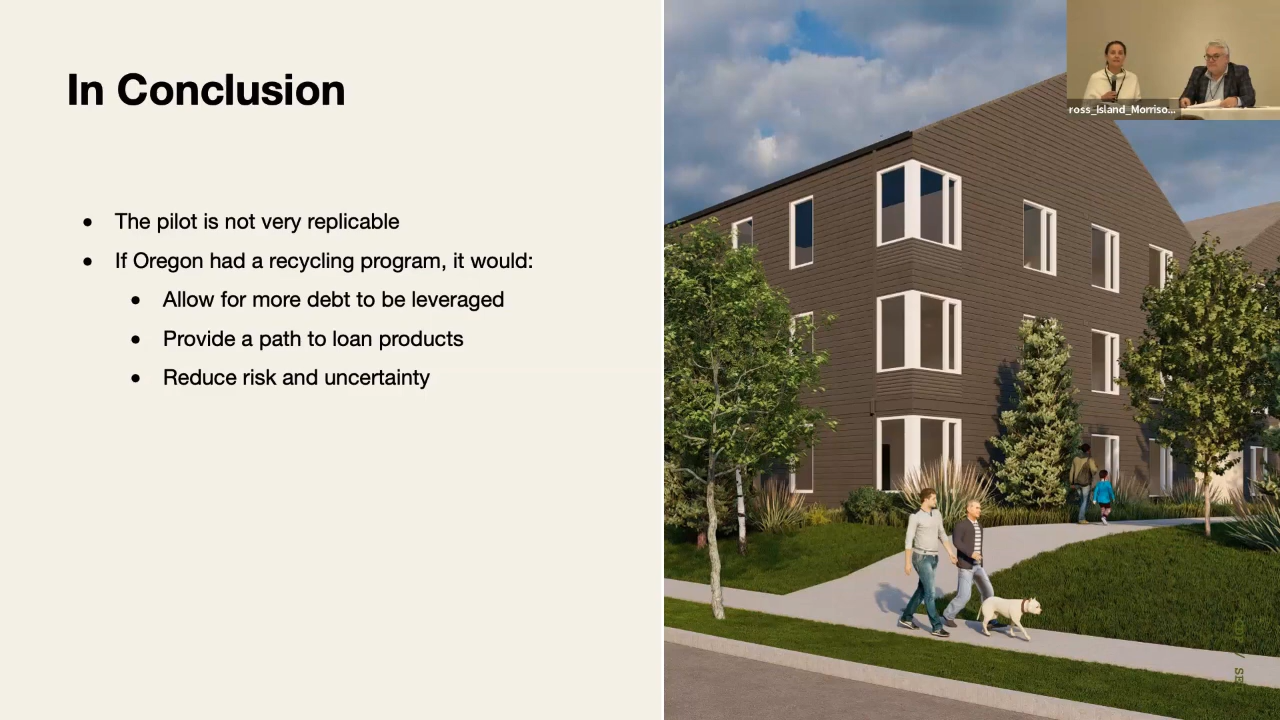 In Conclusion
ross_Island_Morriso...
● The pilot is not very replicable
● If Oregon had a recycling program, it would:
● Allow for more debt to be leveraged
● Provide a path to loan products
● Reduce risk and uncertainty